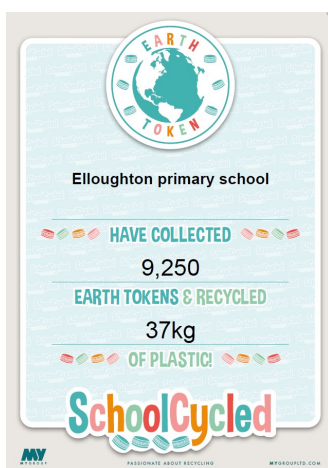 EARTH
TOKEN
Elloughton primary school
HAVE COLLECTED
9,250
EARTH TOKENS & RECYCLED
37kg
OF PLASTIC!
SchoolCycled
MY
MYGROUP
PASSIONATE ABOUT RECYCLING
MYGROUPLTD.COM